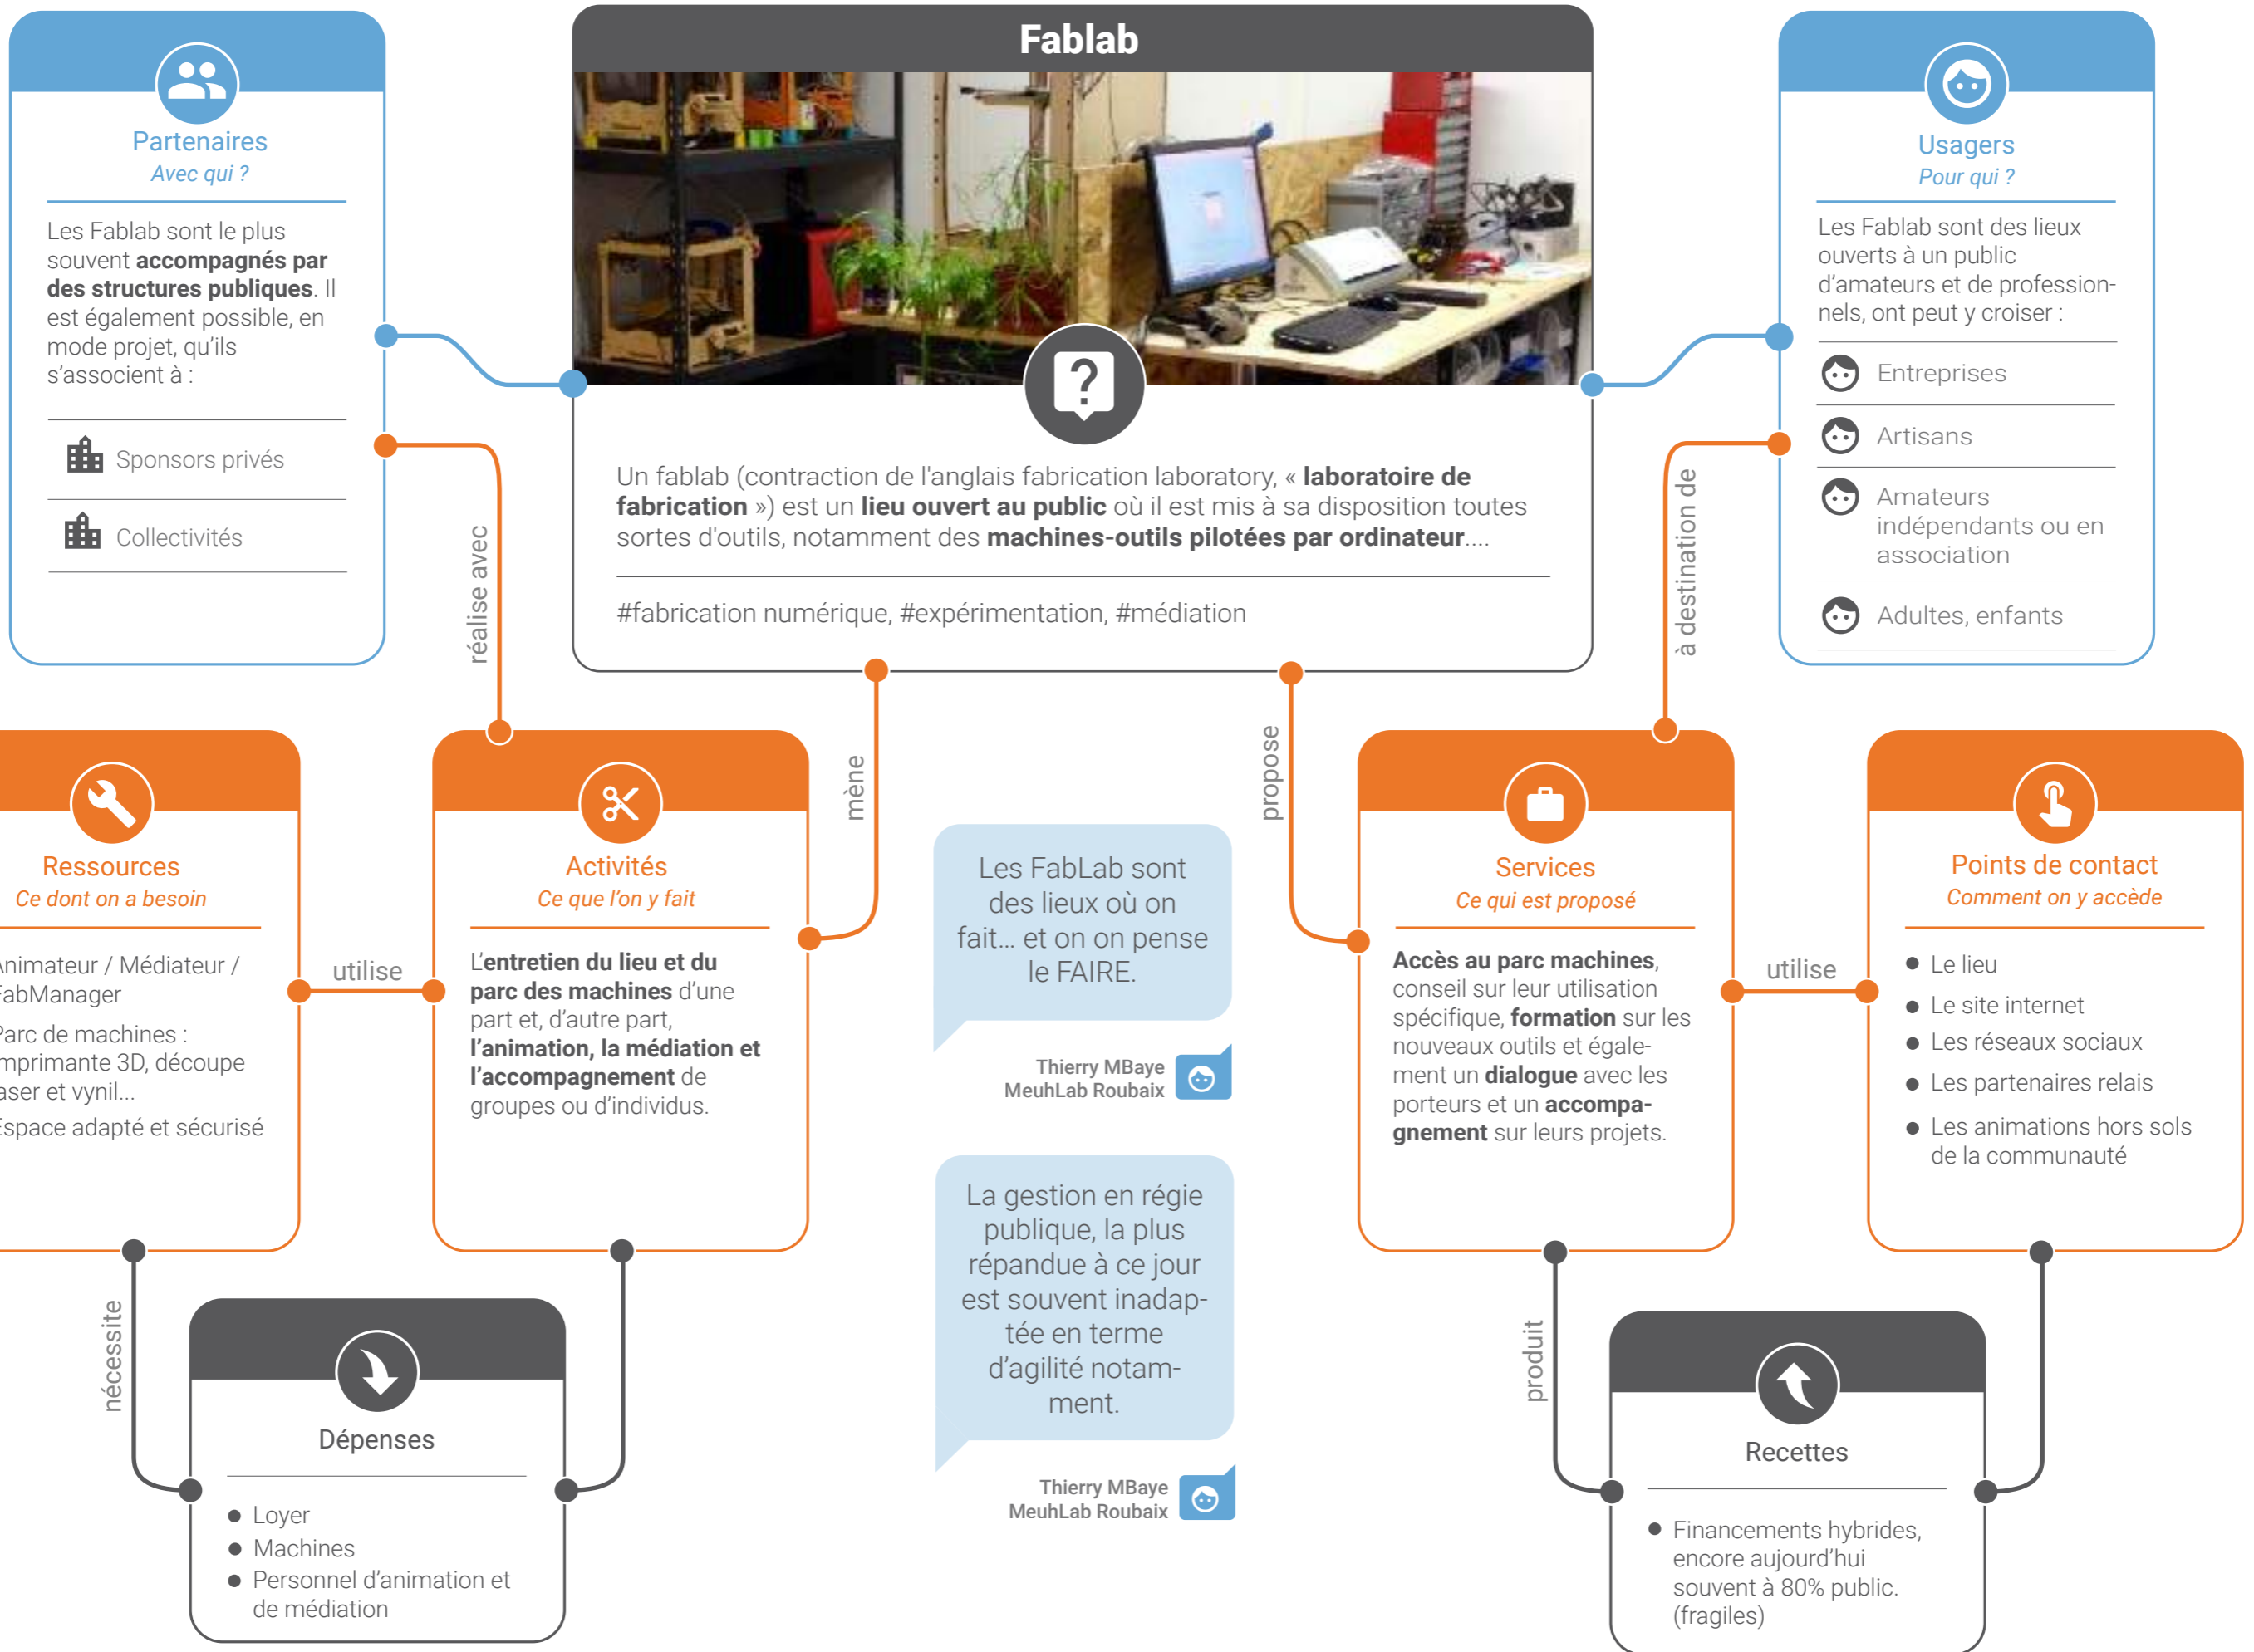 Fablab
Partenaires
Avec qui ?
Les Fablab sont le plus
souvent accompagnés par
des structures publiques. Il
est également possible, en
mode projet, qu'ils
s'associent à :
Sponsors privés
Collectivités
Un fablab (contraction de l'anglais fabrication laboratory, « laboratoire de
fabrication ») est un lieu ouvert au public où il est mis à sa disposition toutes
sortes d'outils, notamment des machines-outils pilotées par ordinateur....
#fabrication numérique, #expérimentation, #médiation
Usagers
Pour qui ?
Les Fablab sont des lieux
ouverts à un public
d'amateurs et de profession-
nels, ont peut y croiser :
Entreprises
Artisans
Amateurs
indépendants ou en
association
Adultes, enfants
réalise avec
mène
propose
à destination de
Ressources
Ce dont on a besoin
Animateur / Médiateur /
FabManager
Parc de machines :
imprimante 3D, découpe
laser et vynil...
Espace adapté et sécurisé
utilise
Activités
Ce que l'on y fait
L'entretien du lieu et du
parc des machines d'une
part et, d'autre part,
l'animation, la médiation et
l'accompagnement de
groupes ou d'individus.
Les FabLab sont
des lieux où on
fait... et on on pense
le FAIRE.
Thierry MBaye
MeuhLab Roubaix
La gestion en régie
publique, la plus
répandue à ce jour
est souvent inadap-
tée en terme
d'agilité notam-
ment.
Thierry MBaye
MeuhLab Roubaix
Services
Ce qui est proposé
Accès au parc machines,
conseil sur leur utilisation
spécifique, formation sur les
nouveaux outils et égale-
ment un dialogue avec les
porteurs et un accompa-
gnement sur leurs projets.
utilise
Points de contact
Comment on y accède
Le lieu
Le site internet
Les réseaux sociaux
Les partenaires relais
Les animations hors sols
de la communauté
nécessite
Dépenses
Loyer
Machines
Personnel d'animation et
de médiation
produit
Recettes
Financements hybrides,
encore aujourd'hui
souvent à 80% public.
(fragiles)